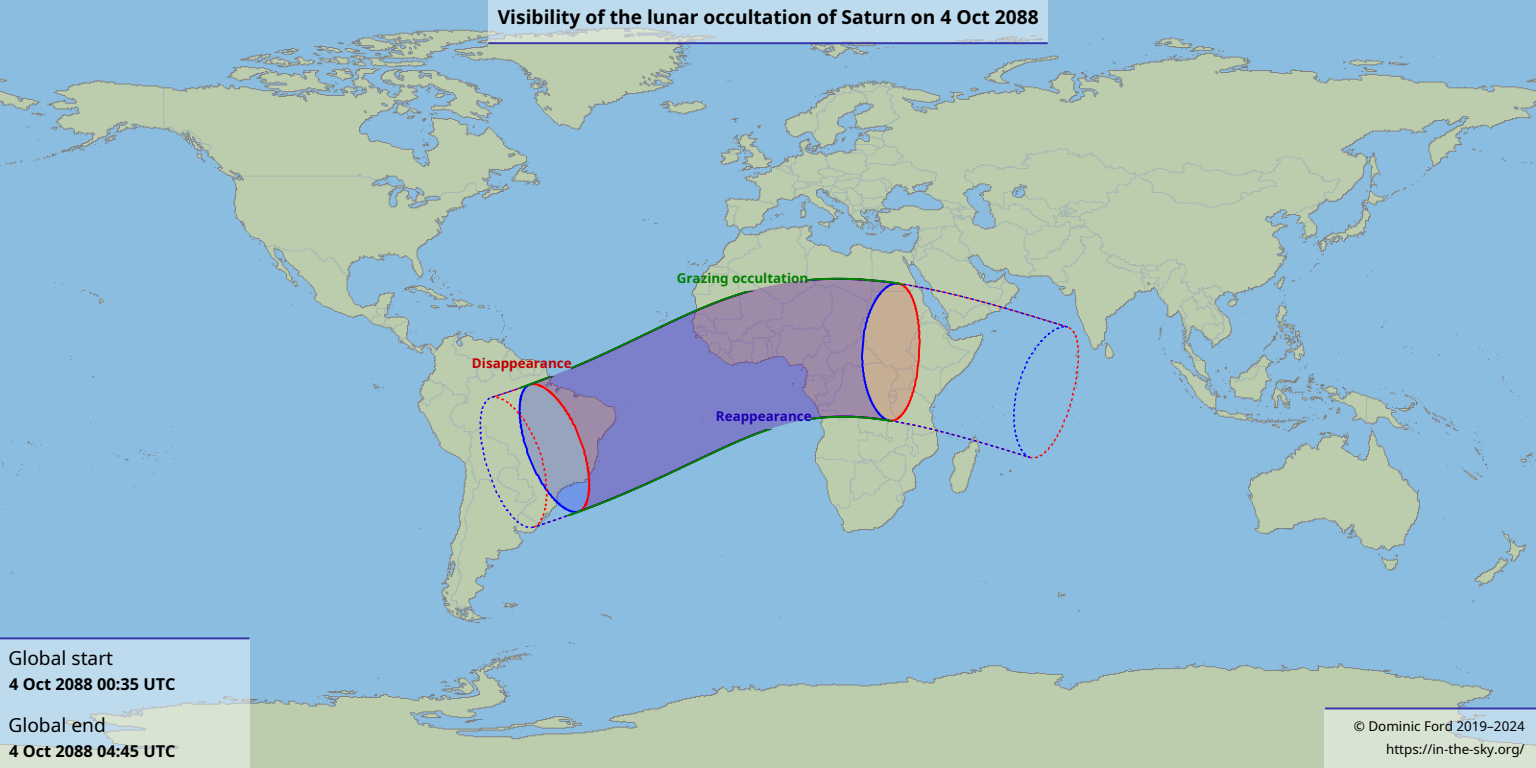 Visibility of the lunar occultation of Saturn on 4 Oct 2088
Grazing occultation
Disappearance
Reappearance
Global start
4 Oct 2088 00:35 UTC
Global end
4 Oct 2088 04:45 UTC
© Dominic Ford 2019–2024
https://in-the-sky.org/